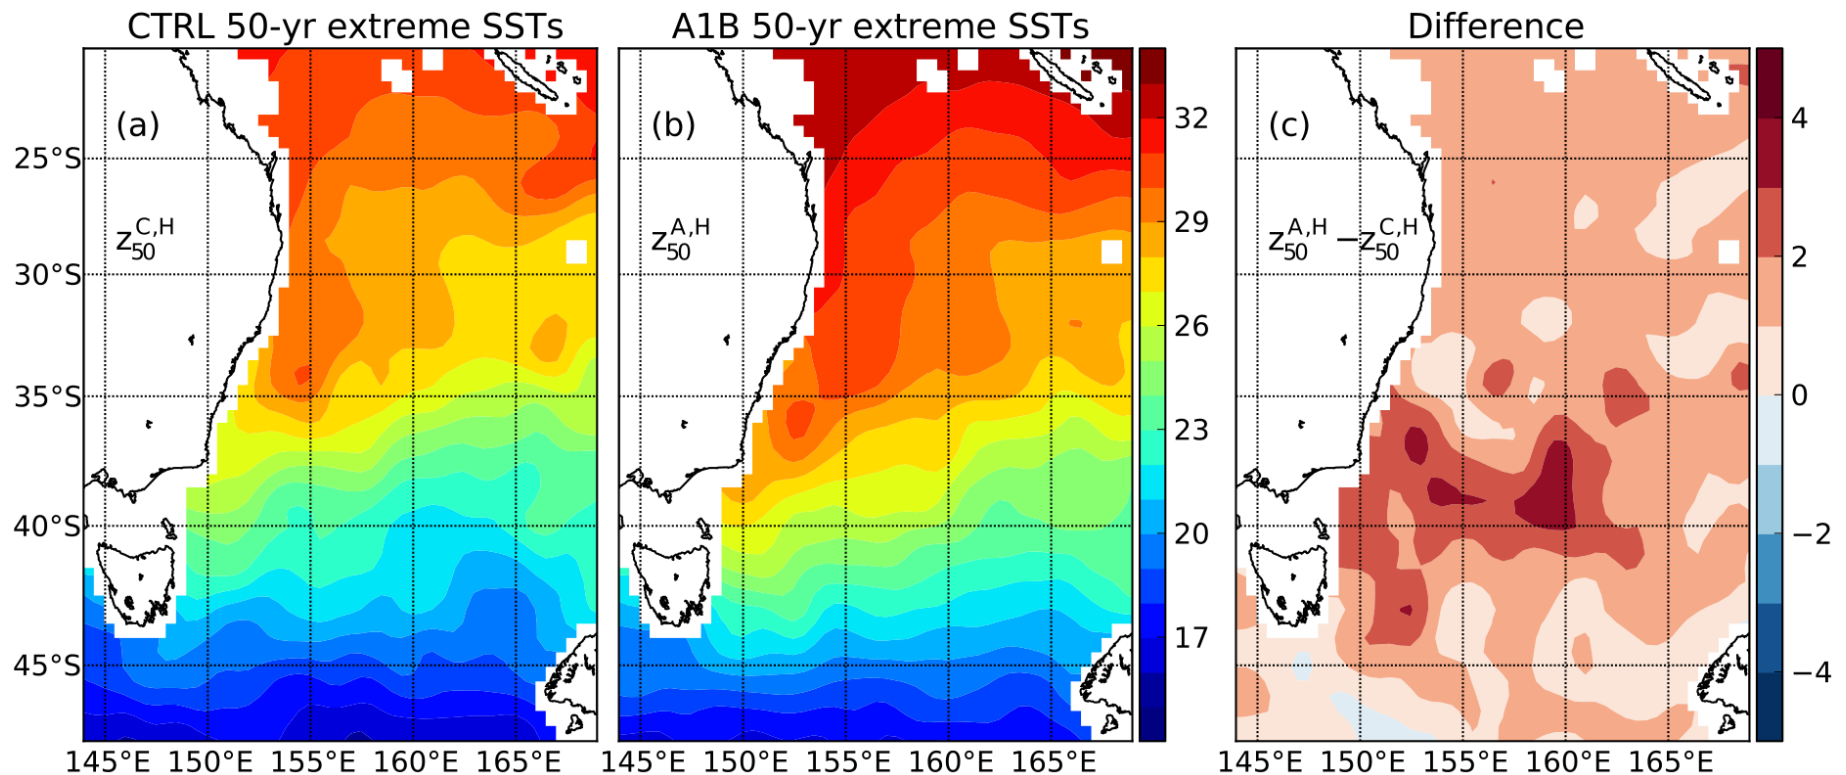 CTRL 50-yr extreme SSTs
A1B 50-yr extreme SSTs
Difference
(a)
(b)
(c)
z50C,H
z50A,H
z50A,H −z50C,H
25°S
30°S
35°S
40°S
45°S
145°E 150°E 155°E 160°E 165°E
145°E 150°E 155°E 160°E 165°E
145°E 150°E 155°E 160°E 165°E
32
29
26
23
20
17
4
2
0
−2
−4